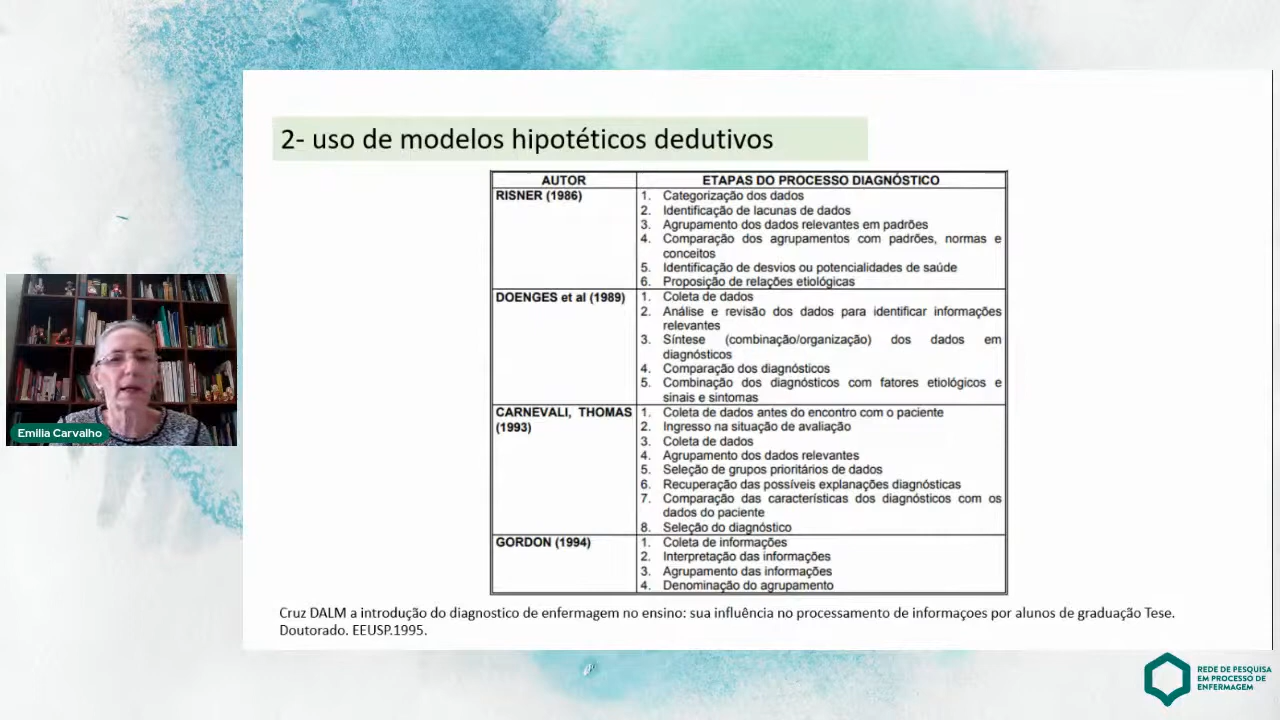 2- uso de modelos hipotéticos dedutivos
AUTOR
ETAPAS DO PROCESSO DIAGNÓSTICO
RISNER (1986)
1. Categorização dos dados
2. Identificação de lacunas de dados
3. Agrupamento dos dados relevantes em padrões
4. Comparação dos agrupamentos com padrões, normas e
conceitos
5. Identificação de desvios ou potencialidades de saúde
6. Proposição de relações etiológicas
DOENGES et al (1989)
1. Coleta de dados
2. Análise e revisão dos dados para identificar informações
relevantes
3. Síntese (combinação/organização) dos dados em
diagnósticos
4. Comparação dos diagnósticos
5. Combinação dos diagnósticos com fatores etiológicos e
sinais e sintomas
CARNEVALI, THOMAS
(1993)
1. Coleta de dados antes do encontro com o paciente
2. Ingresso na situação de avaliação
3. Coleta de dados
4. Agrupamento dos dados relevantes
5. Seleção de grupos prioritários de dados
6. Recuperação das possíveis explanações diagnósticas
7. Comparação das características dos diagnósticos com os
dados do paciente
8. Seleção do diagnóstico
GORDON (1994)
1. Coleta de informações
2. Interpretação das informações
3. Agrupamento das informações
4. Denominação do agrupamento
Cruz DALM a introdução do diagnostico de enfermagem no ensino: sua influência no processamento de informaçoes por alunos de graduação Tese.
Doutorado. EEUSP.1995.
Emilia Carvalho
REDE DE PESQUISA
EM PROCESSO DE
ENFERMAGEM